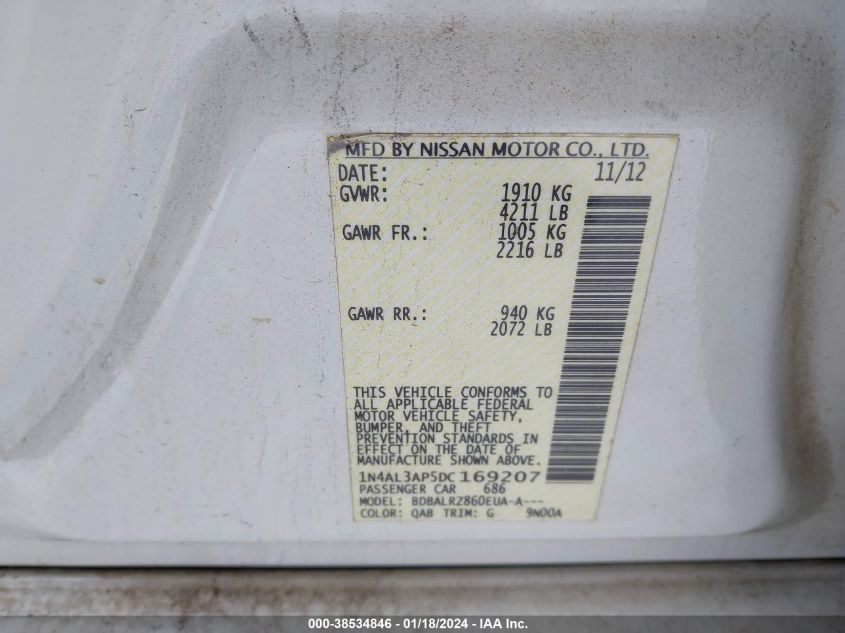 MFD BY NISSAN MOTOR CO., LTD.
DATE: 11/12
GVWR: 1910 KG
4211 LB
GAWR FR.: 1005 KG
2216 LB
GAWR RR.: 940 KG
2072 LB
THIS VEHICLE CONFORMS TO
ALL APPLICABLE FEDERAL
MOTOR VEHICLE SAFETY,
BUMPER, AND THEFT
PREVENTION STANDARDS IN
EFFECT ON THE DATE OF
MANUFACTURE SHOWN ABOVE.
1N4AL3AP5DC169207
PASSENGER CAR 686
MODEL: BDBALRZ860EUA-A---
COLOR: QAB TRIM: G 9N00A
000-38534846 - 01/18/2024 - IAA Inc.